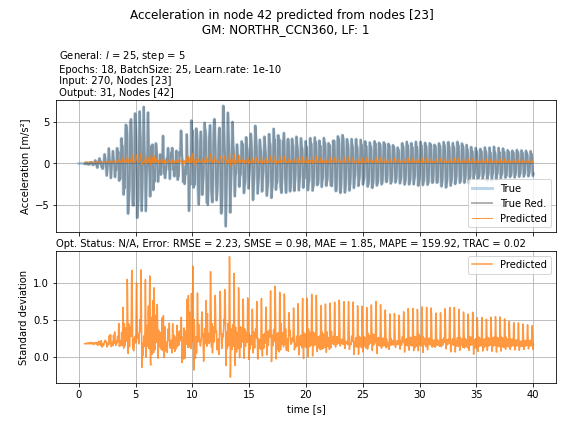 Acceleration in node 42 predicted from nodes [23]
GM: NORTHR_CCN360, LF: 1
General: l = 25, step = 5
Epochs: 18, BatchSize: 25, Learn.rate: 1e-10
Input: 270, Nodes [23]
Output: 31, Nodes [42]
Acceleration [m/s²]
5
0
−5
True
True Red.
Predicted
Opt. Status: N/A, Error: RMSE = 2.23, SMSE = 0.98, MAE = 1.85, MAPE = 159.92, TRAC = 0.02
Standard deviation
1.0
0.5
0.0
Predicted
0 5 10 15 20 25 30 35 40
time [s]